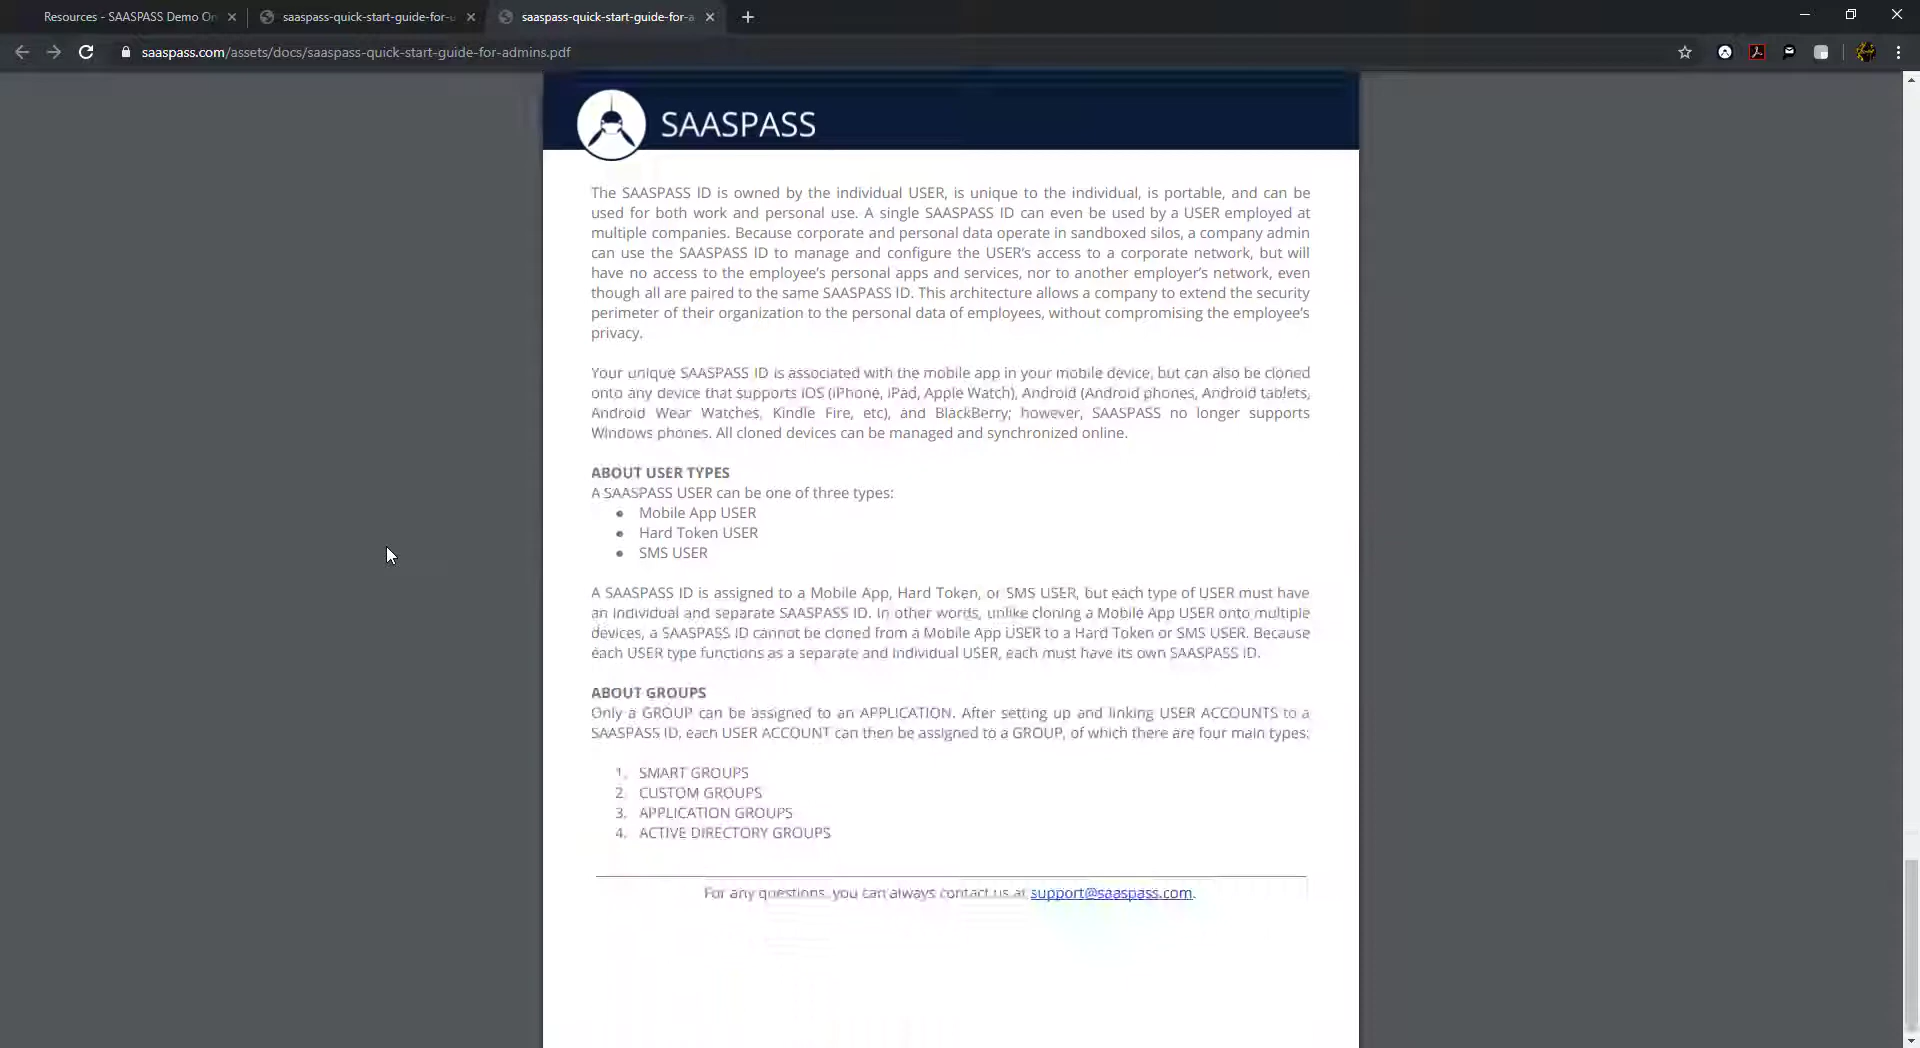 Resources - SAASPASS Demo Or
saaspass-quick-start-guide-for-u
saaspass-quick-start-guide-for-a
saaspass.com/assets/docs/saaspass-quick-start-guide-for-admins.pdf
SAASPASS
The SAASPASS ID is owned by the individual USER, is unique to the individual, is portable, and can be
used for both work and personal use. A single SAASPASS ID can even be used by a USER employed at
multiple companies. Because corporate and personal data operate in sandboxed silos, a company admin
can use the SAASPASS ID to manage and configure the USER's access to a corporate network, but will
have no access to the employee's personal apps and services, nor to another employer's network, even
though all are paired to the same SAASPASS ID. This architecture allows a company to extend the security
perimeter of their organization to the personal data of employees, without compromising the employee's
privacy.
Your unique SAASPASS ID is associated with the mobile app in your mobile device, but can also be cloned
onto any device that supports iOS (iPhone, iPad, Apple Watch), Android (Android phones, Android tablets,
Android Wear Watches, Kindle Fire, etc), and BlackBerry; however, SAASPASS no longer supports
Windows phones. All cloned devices can be managed and synchronized online.
ABOUT USER TYPES
A SAASPASS USER can be one of three types:
● Mobile App USER
● Hard Token USER
● SMS USER
A SAASPASS ID is assigned to a Mobile App, Hard Token, or SMS USER, but each type of USER must have
an individual and separate SAASPASS ID. In other words, unlike cloning a Mobile App USER onto multiple
devices, a SAASPASS ID cannot be cloned from a Mobile App USER to a Hard Token or SMS USER. Because
each USER type functions as a separate and individual USER, each must have its own SAASPASS ID.
ABOUT GROUPS
Only a GROUP can be assigned to an APPLICATION. After setting up and linking USER ACCOUNTS to a
SAASPASS ID, each USER ACCOUNT can then be assigned to a GROUP, of which there are four main types:
1. SMART GROUPS
2. CUSTOM GROUPS
3. APPLICATION GROUPS
4. ACTIVE DIRECTORY GROUPS
For any questions, you can always contact us at support@saaspass.com.